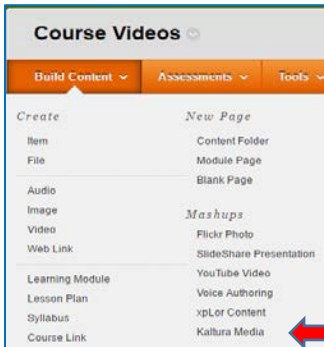 Course Videos
Build Content Assessments Tools
Create
Item
File
Audio
Image
Video
Web Link
Learning Module
Lesson Plan
Syllabus
Course Link
New Page
Content Folder
Module Page
Blank Page
Mashups
Flickr Photo
SlideShare Presentation
YouTube Video
Voice Authoring
xpLor Content
Kaltura Media